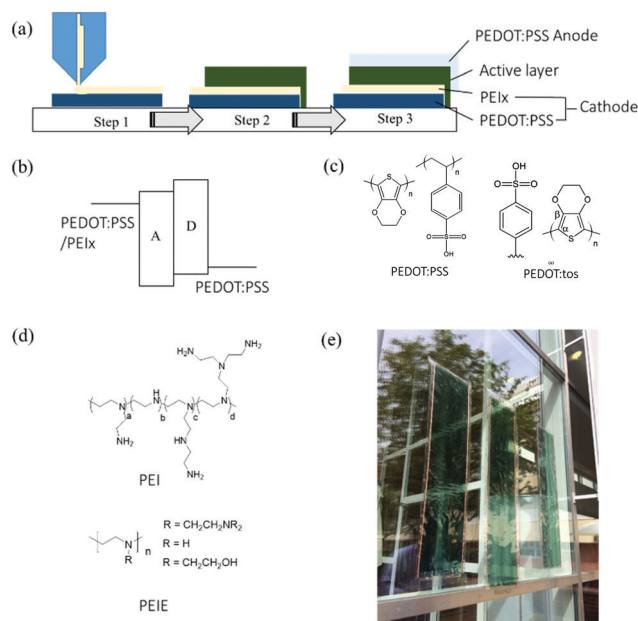 (a)
PEDOT:PSS Anode
Active layer
PEIx
PEDOT:PSS
Cathode
Step 1
Step 2
Step 3
(b)
PEDOT:PSS
/PEIx
A
D
PEDOT:PSS
(c)
n
S
O
O
n
O=S=O
OH
PEDOT:PSS
OH
O=S=O
O
O
β
α
S
n
∞
PEDOT:tos
(d)
H₂N
NH₂
N
N
a
H
N
b
N
c
N
d
NH₂
N
HN
NH₂
PEI
N
R
n
R = CH₂CH₂NR₂
R = H
R = CH₂CH₂OH
PEIE
(e)